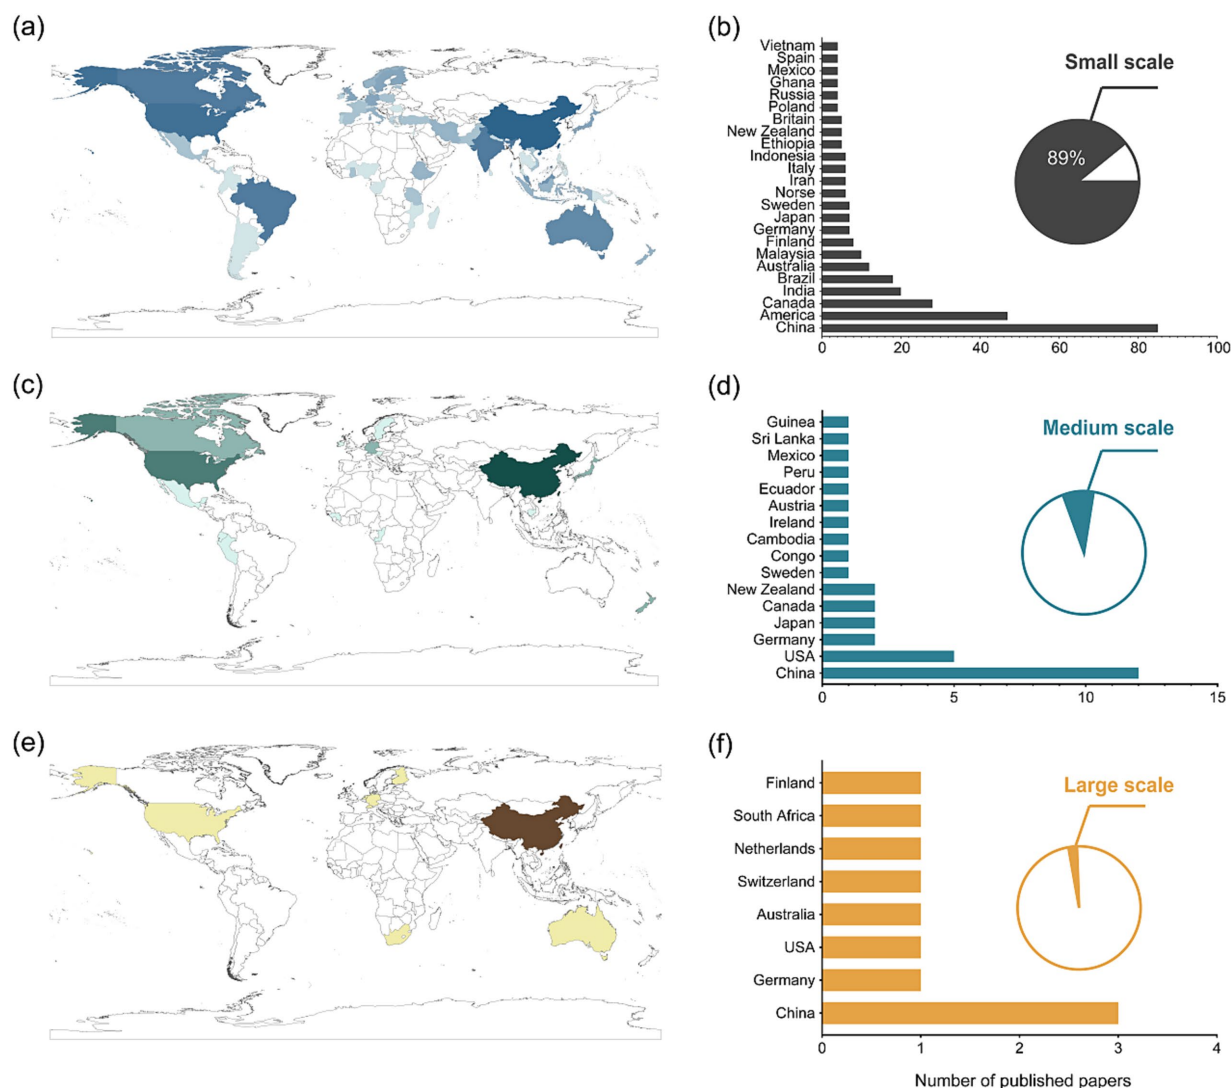 (a)
(b)
Vietnam
Spain
Mexico
Ghana
Russia
Poland
Britain
New Zealand
Ethiopia
Indonesia
Italy
Iran
Norse
Sweden
Japan
Germany
Finland
Malaysia
Australia
Brazil
India
Canada
America
China
0 20 40 60 80 100
Small scale
89%
(c)
(d)
Guinea
Sri Lanka
Mexico
Peru
Ecuador
Austria
Ireland
Cambodia
Congo
Sweden
New Zealand
Canada
Japan
Germany
USA
China
0 5 10 15
Medium scale
(e)
(f)
Finland
South Africa
Netherlands
Switzerland
Australia
USA
Germany
China
0 1 2 3 4
Large scale
Number of published papers